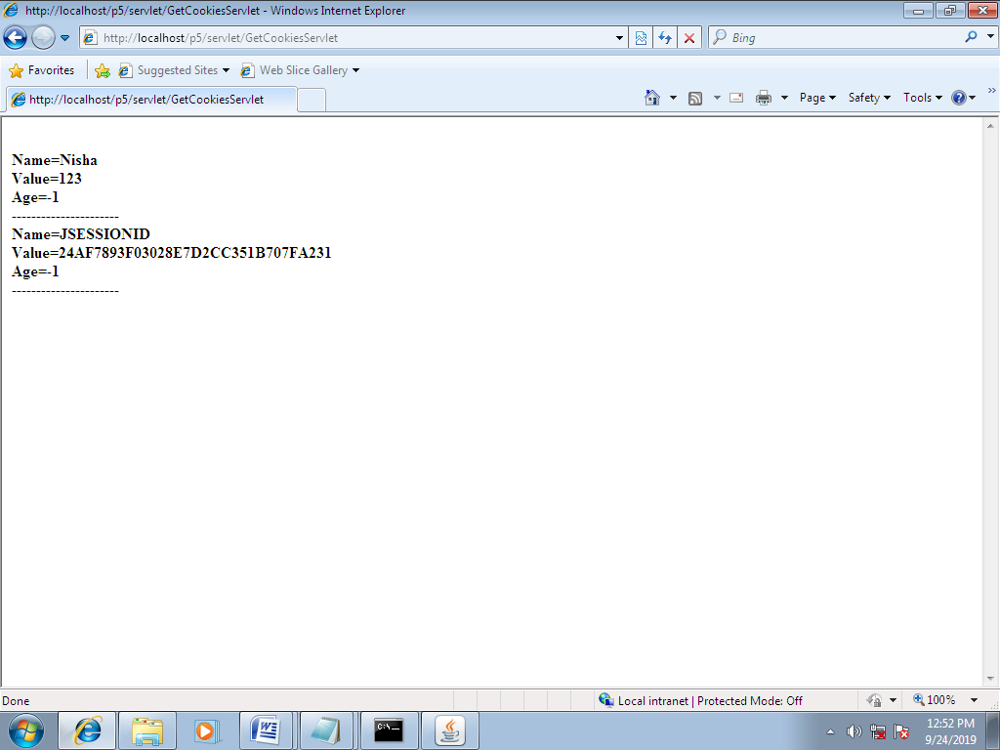 http://localhost/p5/servlet/GetCookiesServlet - Windows Internet Explorer
http://localhost/p5/servlet/GetCookiesServlet
Bing
Favorites
Suggested Sites
Web Slice Gallery
http://localhost/p5/servlet/GetCookiesServlet
Page
Safety
Tools
Name=Nisha
Value=123
Age=-1
----------------------
Name=JSESSIONID
Value=24AF7893F03028E7D2CC351B707FA231
Age=-1
----------------------
Done
Local intranet | Protected Mode: Off
100%
C:\_
12:52 PM
9/24/2019